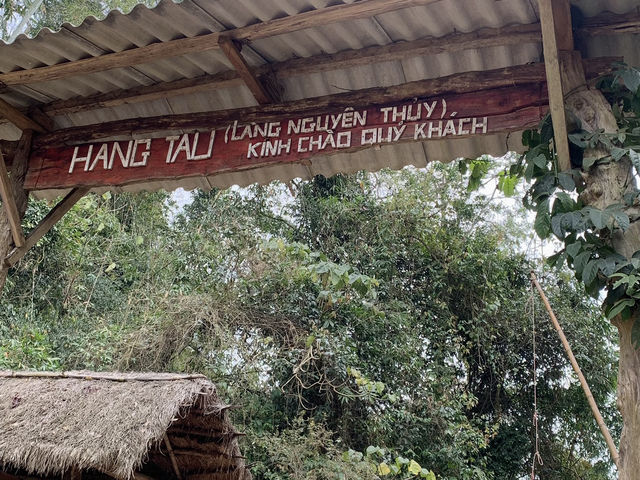 HANG TAU (LANG NGUYÊN THỦY)
KINH CHÀO QUÝ KHÁCH